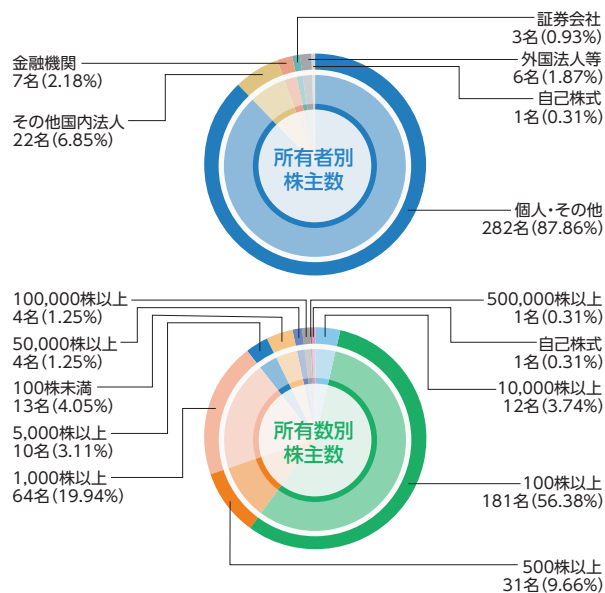 証券会社
3名(0.93%)
外国法人等
6名(1.87%)
自己株式
1名(0.31%)
金融機関
7名(2.18%)
その他国内法人
22名(6.85%)
所有者別
株主数
個人・その他
282名(87.86%)
100,000株以上
4名(1.25%)
50,000株以上
4名(1.25%)
100株未満
13名(4.05%)
5,000株以上
10名(3.11%)
1,000株以上
64名(19.94%)
所有数別
株主数
500,000株以上
1名(0.31%)
自己株式
1名(0.31%)
10,000株以上
12名(3.74%)
100株以上
181名(56.38%)
500株以上
31名(9.66%)